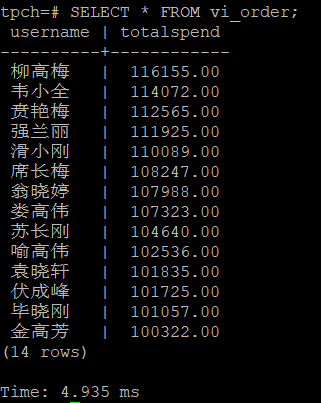 tpch=# SELECT * FROM vi_order;
username | totalspend
----------+------------
柳高梅 | 116155.00
韦小全 | 114072.00
贲艳梅 | 112565.00
强兰丽 | 111925.00
滑小刚 | 110089.00
席长梅 | 108247.00
翁晓婷 | 107988.00
娄高伟 | 107323.00
苏长刚 | 104640.00
喻高伟 | 102536.00
袁晓轩 | 101835.00
伏成峰 | 101725.00
毕晓刚 | 101057.00
金高芳 | 100322.00
(14 rows)
Time: 4.935 ms